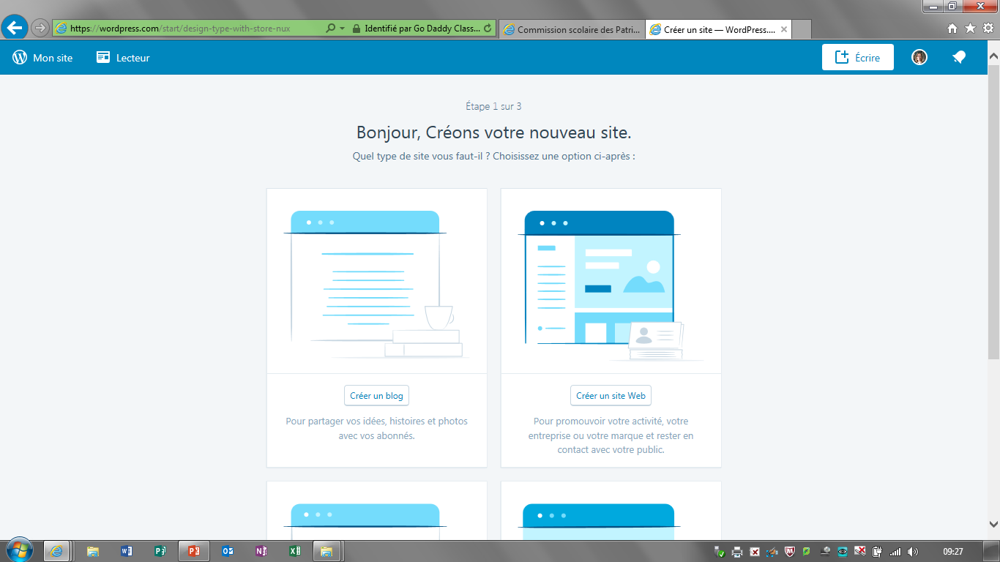 https://wordpress.com/start/design-type-with-store-nux
Identifié par Go Daddy Class...
Commission scolaire des Patri...
Créer un site — WordPress....
Mon site
Lecteur
Écrire
Étape 1 sur 3
Bonjour, Créons votre nouveau site.
Quel type de site vous faut-il ? Choisissez une option ci-après :
Créer un blog
Pour partager vos idées, histoires et photos
avec vos abonnés.
Créer un site Web
Pour promouvoir votre activité, votre
entreprise ou votre marque et rester en
contact avec votre public.
09:27